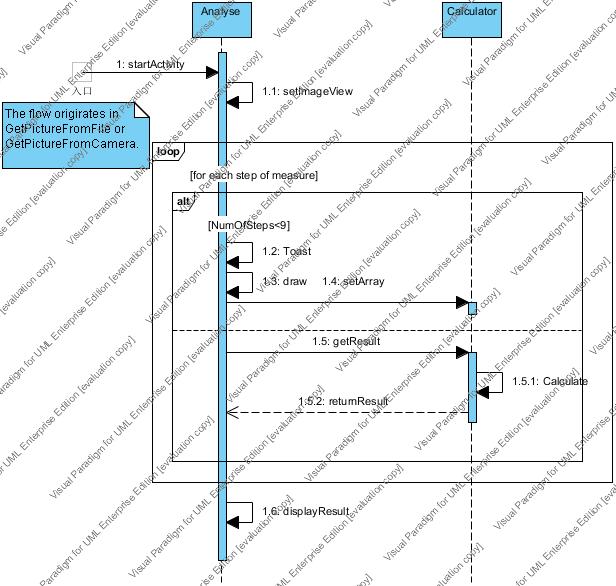 Analyse
Calculator
1: startActivity
1.1: setImageView
入口
The flow origirates in
GetPictureFromFile or
GetPictureFromCamera.
loop
[for each step of measure]
alt
[NumOfSteps<9]
1.2: Toast
1.3: draw
1.4: setArray
1.5: getResult
1.5.1: Calculate
1.5.2: returnResult
1.6: displayResult
Visual Paradigm for UML Enterprise Edition [evaluation copy]